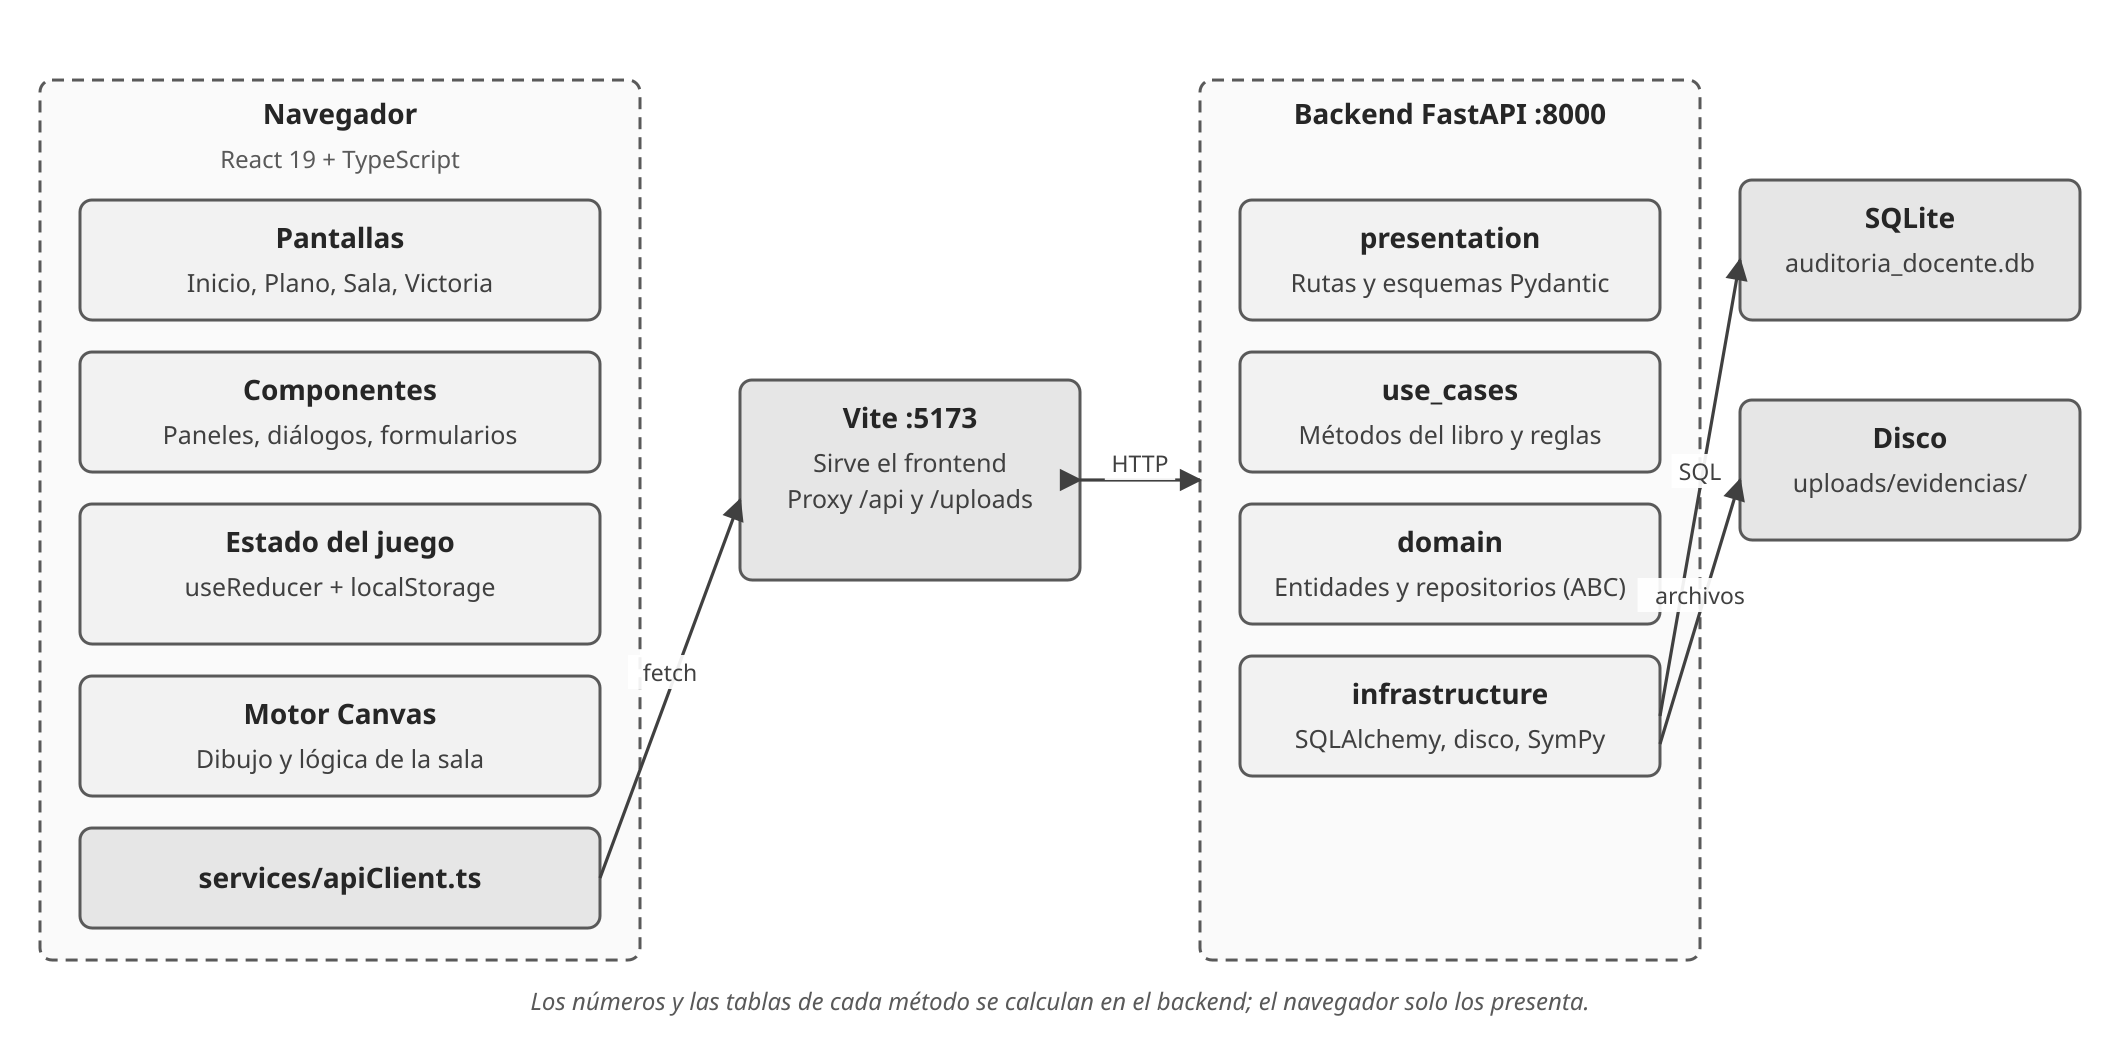 Navegador
React 19 + TypeScript
Pantallas
Inicio, Plano, Sala, Victoria
Componentes
Paneles, diálogos, formularios
Estado del juego
useReducer + localStorage
Motor Canvas
Dibujo y lógica de la sala
services/apiClient.ts
fetch
Vite :5173
Sirve el frontend
Proxy /api y /uploads
HTTP
Backend FastAPI :8000
presentation
Rutas y esquemas Pydantic
use_cases
Métodos del libro y reglas
domain
Entidades y repositorios (ABC)
infrastructure
SQLAlchemy, disco, SymPy
SQL
archivos
SQLite
auditoria_docente.db
Disco
uploads/evidencias/
Los números y las tablas de cada método se calculan en el backend; el navegador solo los presenta.